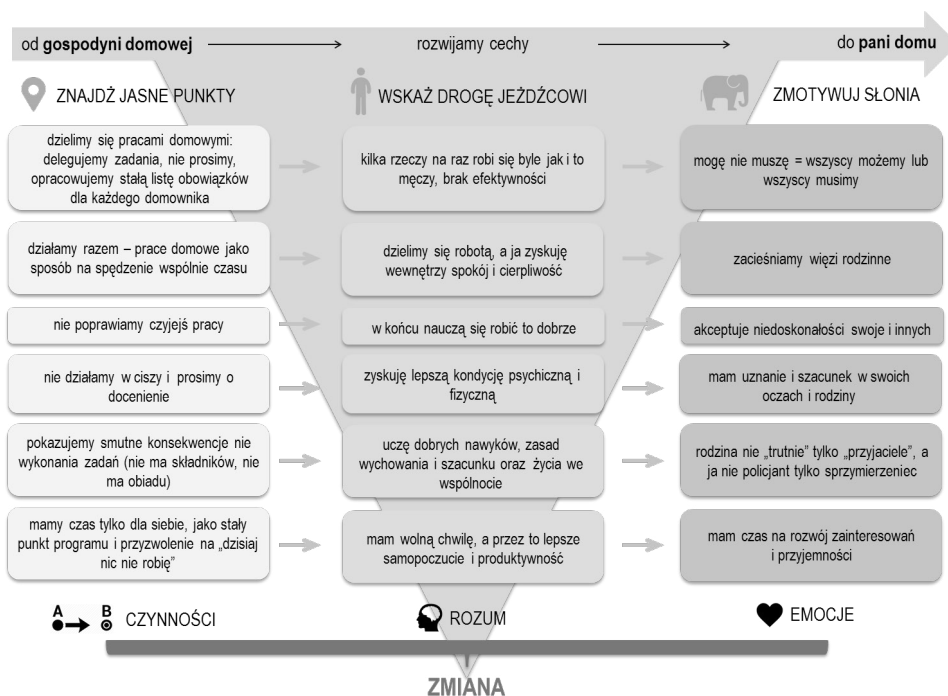 od gospodyni domowej
rozwijamy cechy
do pani domu
ZNAJDŹ JASNE PUNKTY
WSKAŻ DROGĘ JEŹDŹCOWI
ZMOTYWUJ SŁONIA
dzielimy się pracami domowymi:
delegujemy zadania, nie prosimy,
opracowujemy stałą listę obowiązków
dla każdego domownika
kilka rzeczy na raz robi się byle jak i to
męczy, brak efektywności
mogę nie muszę = wszyscy możemy lub
wszyscy musimy
działamy razem – prace domowe jako
sposób na spędzenie wspólnie czasu
dzielimy się robotą, a ja zyskuję
wewnętrzy spokój i cierpliwość
zacieśniamy więzi rodzinne
nie poprawiamy czyjejś pracy
w końcu nauczą się robić to dobrze
akceptuje niedoskonałości swoje i innych
nie działamy w ciszy i prosimy o
docenienie
zyskuję lepszą kondycję psychiczną i
fizyczną
mam uznanie i szacunek w swoich
oczach i rodziny
pokazujemy smutne konsekwencje nie
wykonania zadań (nie ma składników, nie
ma obiadu)
uczę dobrych nawyków, zasad
wychowania i szacunku oraz życia we
wspólnocie
rodzina nie „trutnie” tylko „przyjaciele”, a
ja nie policjant tylko sprzymierzeniec
mamy czas tylko dla siebie, jako stały
punkt programu i przyzwolenie na „dzisiaj
nic nie robię”
mam wolną chwilę, a przez to lepsze
samopoczucie i produktywność
mam czas na rozwój zainteresowań
i przyjemności
A B
CZYNNOŚCI
ROZUM
EMOCJE
ZMIANA